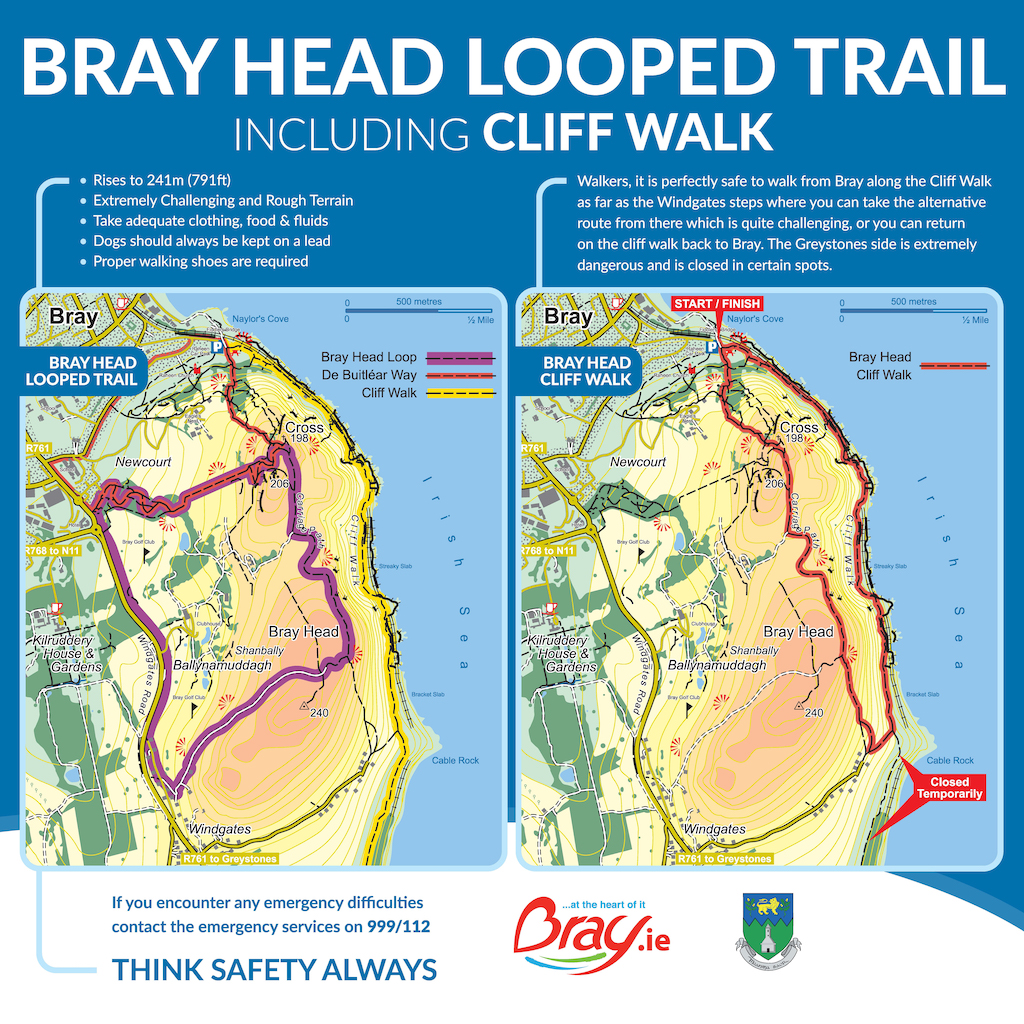 BRAY HEAD LOOPED TRAIL
INCLUDING CLIFF WALK
• Rises to 241m (791ft)
• Extremely Challenging and Rough Terrain
• Take adequate clothing, food & fluids
• Dogs should always be kept on a lead
• Proper walking shoes are required
Walkers, it is perfectly safe to walk from Bray along the Cliff Walk
as far as the Windgates steps where you can take the alternative
route from there which is quite challenging, or you can return
on the cliff walk back to Bray. The Greystones side is extremely
dangerous and is closed in certain spots.
Bray
Naylor's Cove
0 500 metres
0 ½ Mile
BRAY HEAD
LOOPED TRAIL
Bray Head Loop
De Buitléar Way
Cliff Walk
P
Cross
198
R761
Newcourt
206
Cliff Walk
Irish Sea
Bray Golf Club
R768 to N11
Streaky Slab
Clubhouse
Kilruddery
House &
Gardens
Windgates Road
Bray Head
Shanbally
Ballynamuddagh
Bray Golf Club
Bracket Slab
240
Cable Rock
Windgates
R761 to Greystones
START / FINISH
Bray
Naylor's Cove
0 500 metres
0 ½ Mile
BRAY HEAD
CLIFF WALK
Bray Head
Cliff Walk
P
Cross
198
R761
Newcourt
206
Cliff Walk
Irish Sea
Bray Golf Club
R768 to N11
Streaky Slab
Clubhouse
Kilruddery
House &
Gardens
Windgates Road
Bray Head
Shanbally
Ballynamuddagh
Bray Golf Club
Bracket Slab
240
Cable Rock
Closed
Temporarily
Windgates
R761 to Greystones
If you encounter any emergency difficulties
contact the emergency services on 999/112
THINK SAFETY ALWAYS
...at the heart of it
Bray.ie